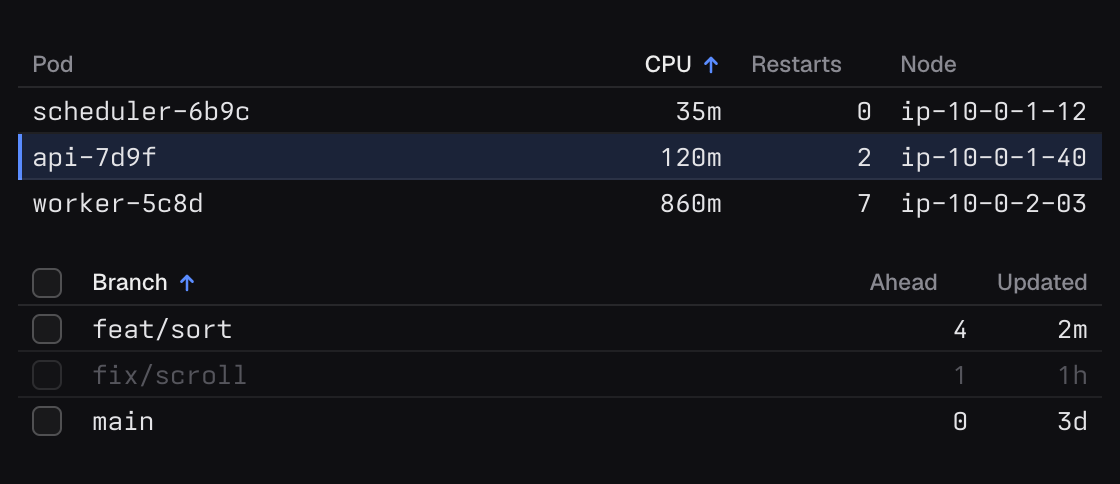 Pod CPU ↑ Restarts Node
scheduler-6b9c 35m 0 ip-10-0-1-12
api-7d9f 120m 2 ip-10-0-1-40
worker-5c8d 860m 7 ip-10-0-2-03
Branch ↑ Ahead Updated
feat/sort 4 2m
fix/scroll 1 1h
main 0 3d